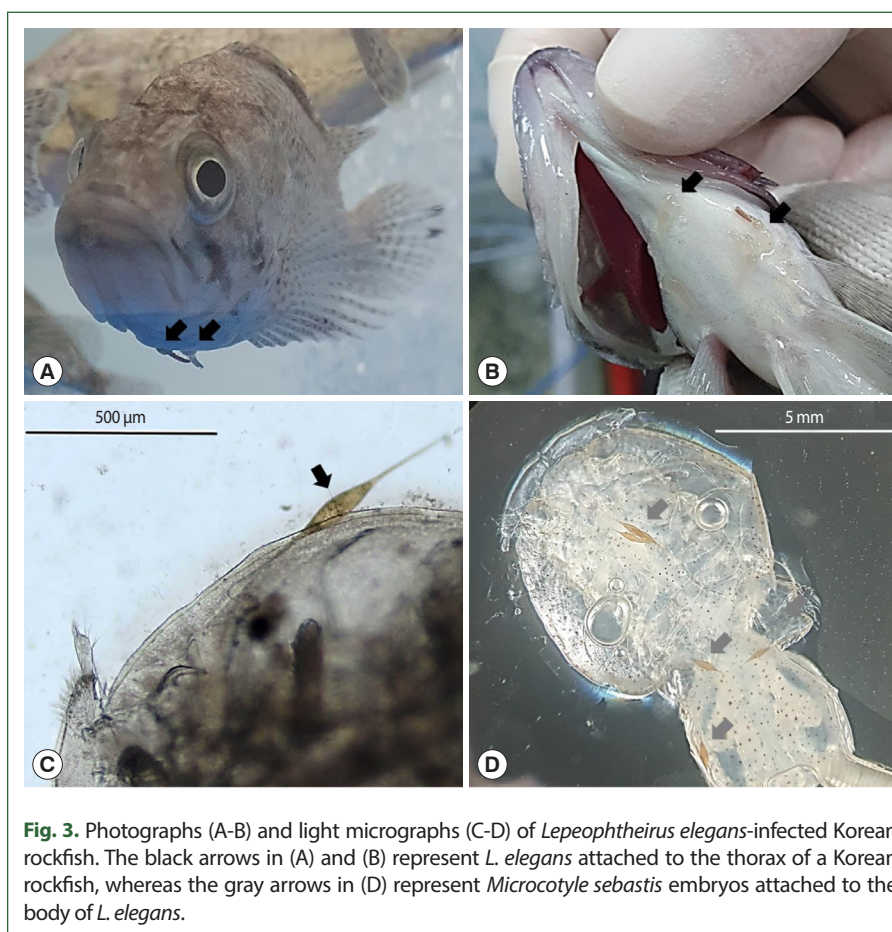 A
B
500 µm
5 mm
C
D
Fig. 3. Photographs (A-B) and light micrographs (C-D) of Lepeophtheirus elegans-infected Korean
rockfish. The black arrows in (A) and (B) represent L. elegans attached to the thorax of a Korean
rockfish, whereas the gray arrows in (D) represent Microcotyle sebastis embryos attached to the
body of L. elegans.